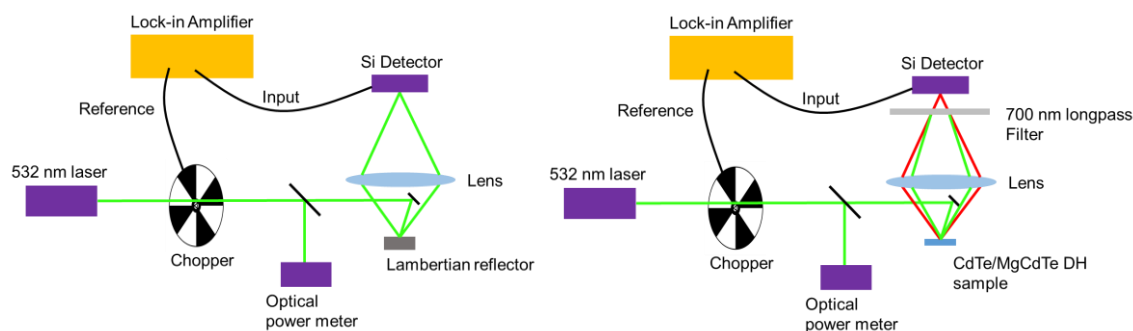 Lock-in Amplifier
Si Detector
Reference
Input
532 nm laser
Lens
Chopper
Lambertian reflector
Optical
power meter
Lock-in Amplifier
Si Detector
Reference
Input
700 nm longpass
Filter
532 nm laser
Lens
Chopper
CdTe/MgCdTe DH
sample
Optical
power meter